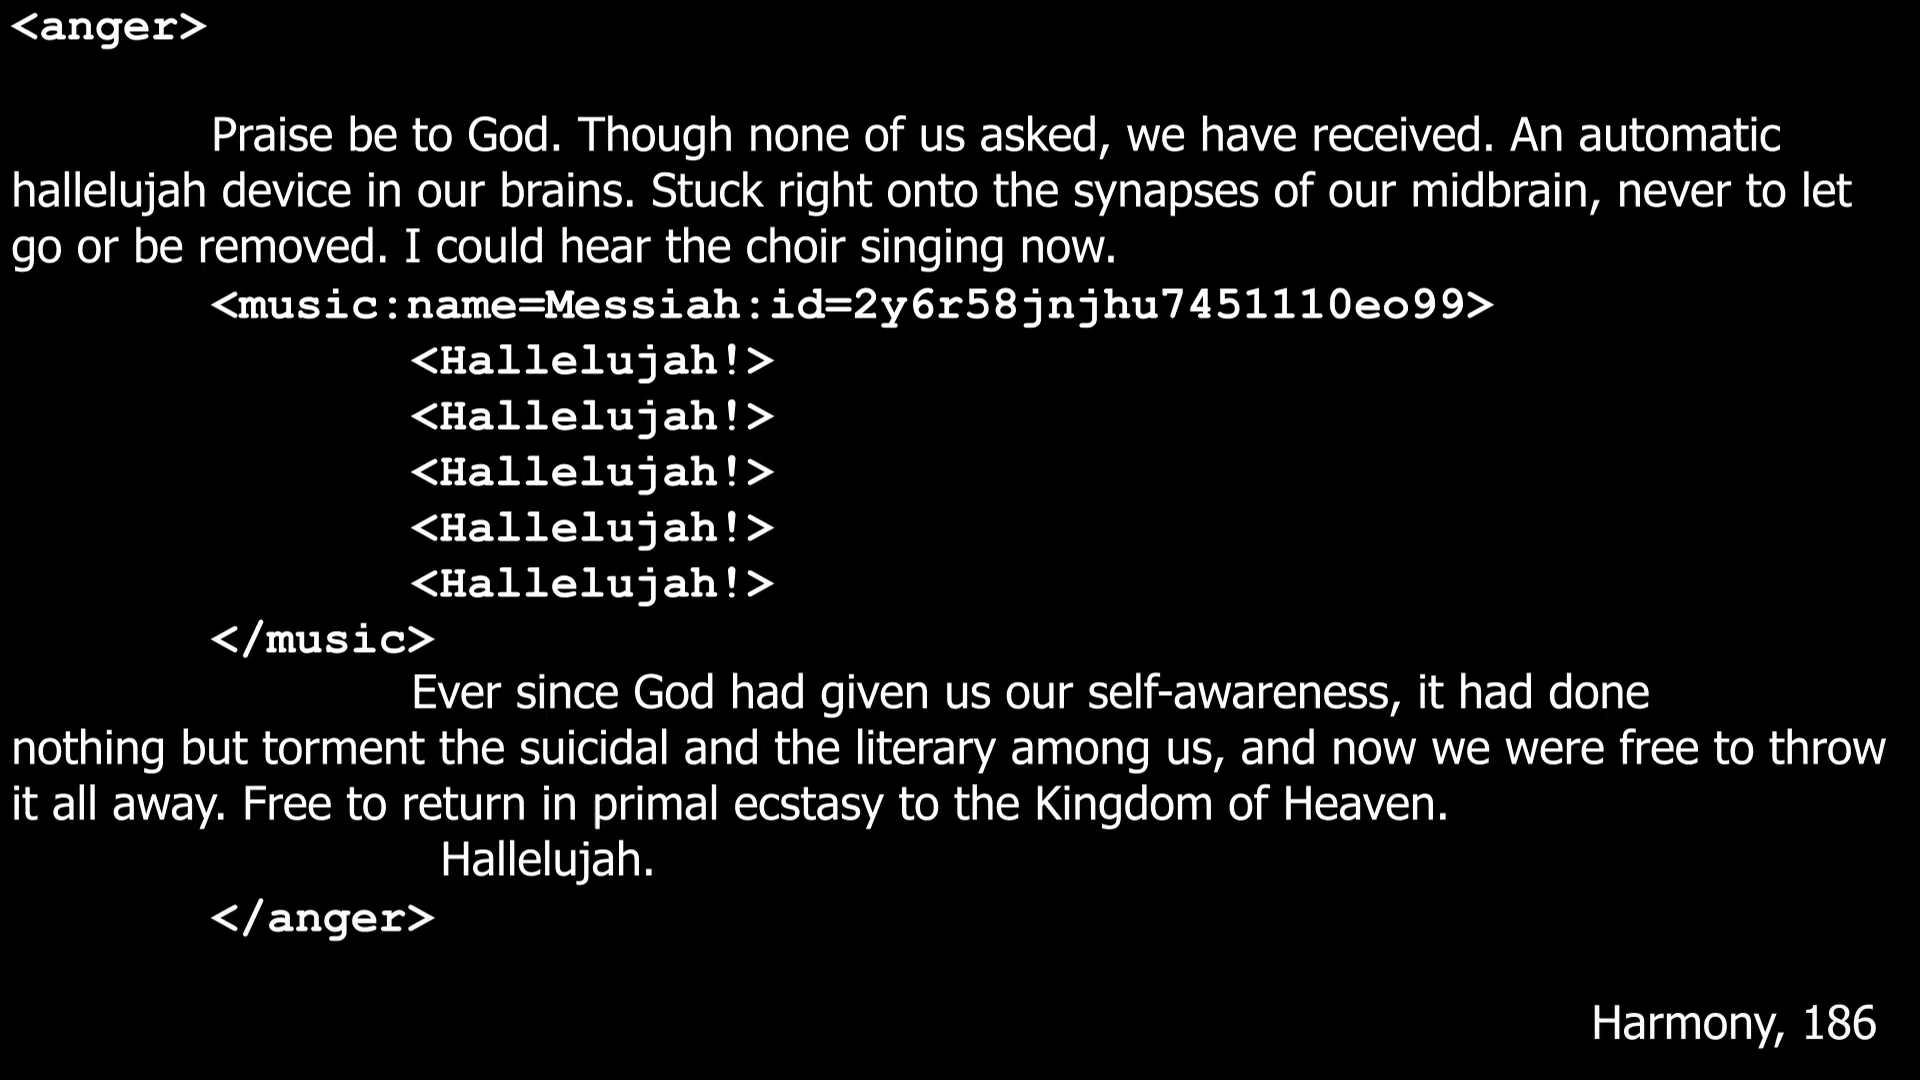 <anger>
Praise be to God. Though none of us asked, we have received. An automatic
hallelujah device in our brains. Stuck right onto the synapses of our midbrain, never to let
go or be removed. I could hear the choir singing now.
<music:name=Messiah:id=2y6r58jnjhu7451110eo99>
<Hallelujah!>
<Hallelujah!>
<Hallelujah!>
<Hallelujah!>
<Hallelujah!>
</music>
Ever since God had given us our self-awareness, it had done
nothing but torment the suicidal and the literary among us, and now we were free to throw
it all away. Free to return in primal ecstasy to the Kingdom of Heaven.
Hallelujah.
</anger>
Harmony, 186